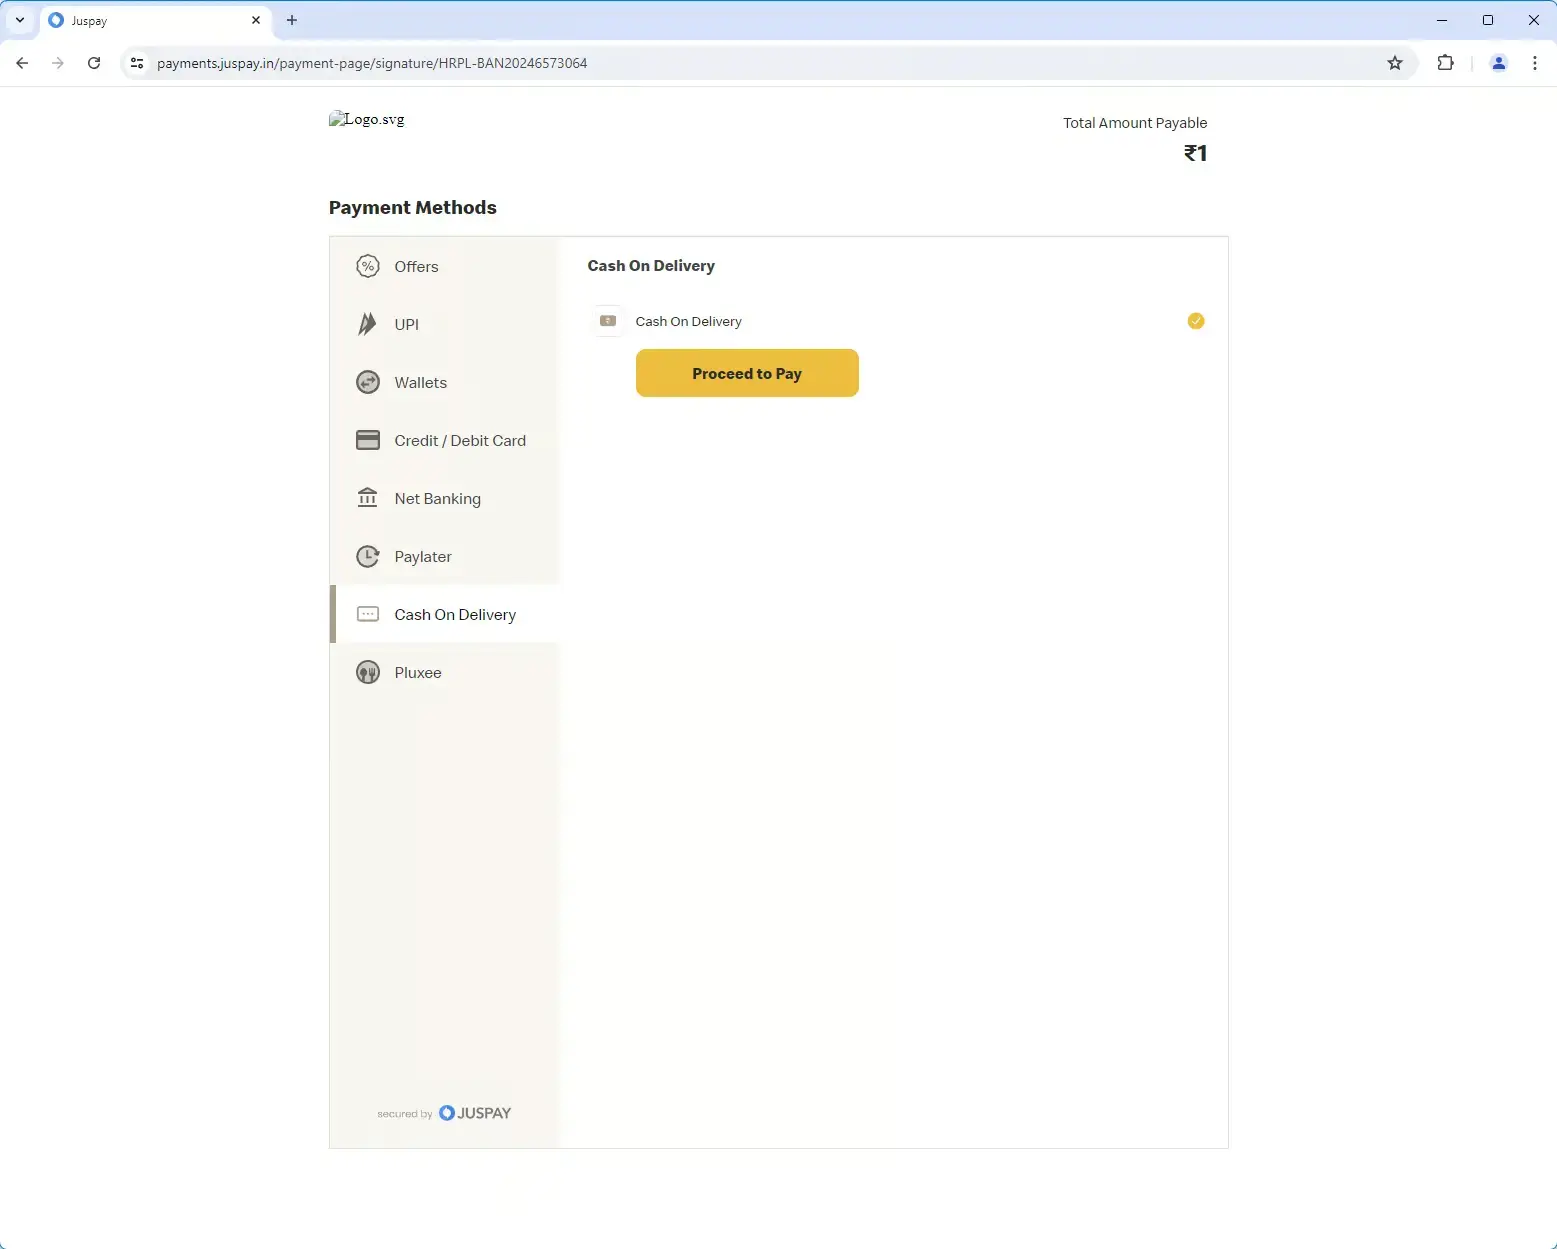 Juspay
payments.juspay.in/payment-page/signature/HRPL-BAN20246573064
Logo.svg
Total Amount Payable
₹1
Payment Methods
Offers
UPI
Wallets
Credit / Debit Card
Net Banking
Paylater
Cash On Delivery
Pluxee
secured by JUSPAY
Cash On Delivery
Cash On Delivery
Proceed to Pay